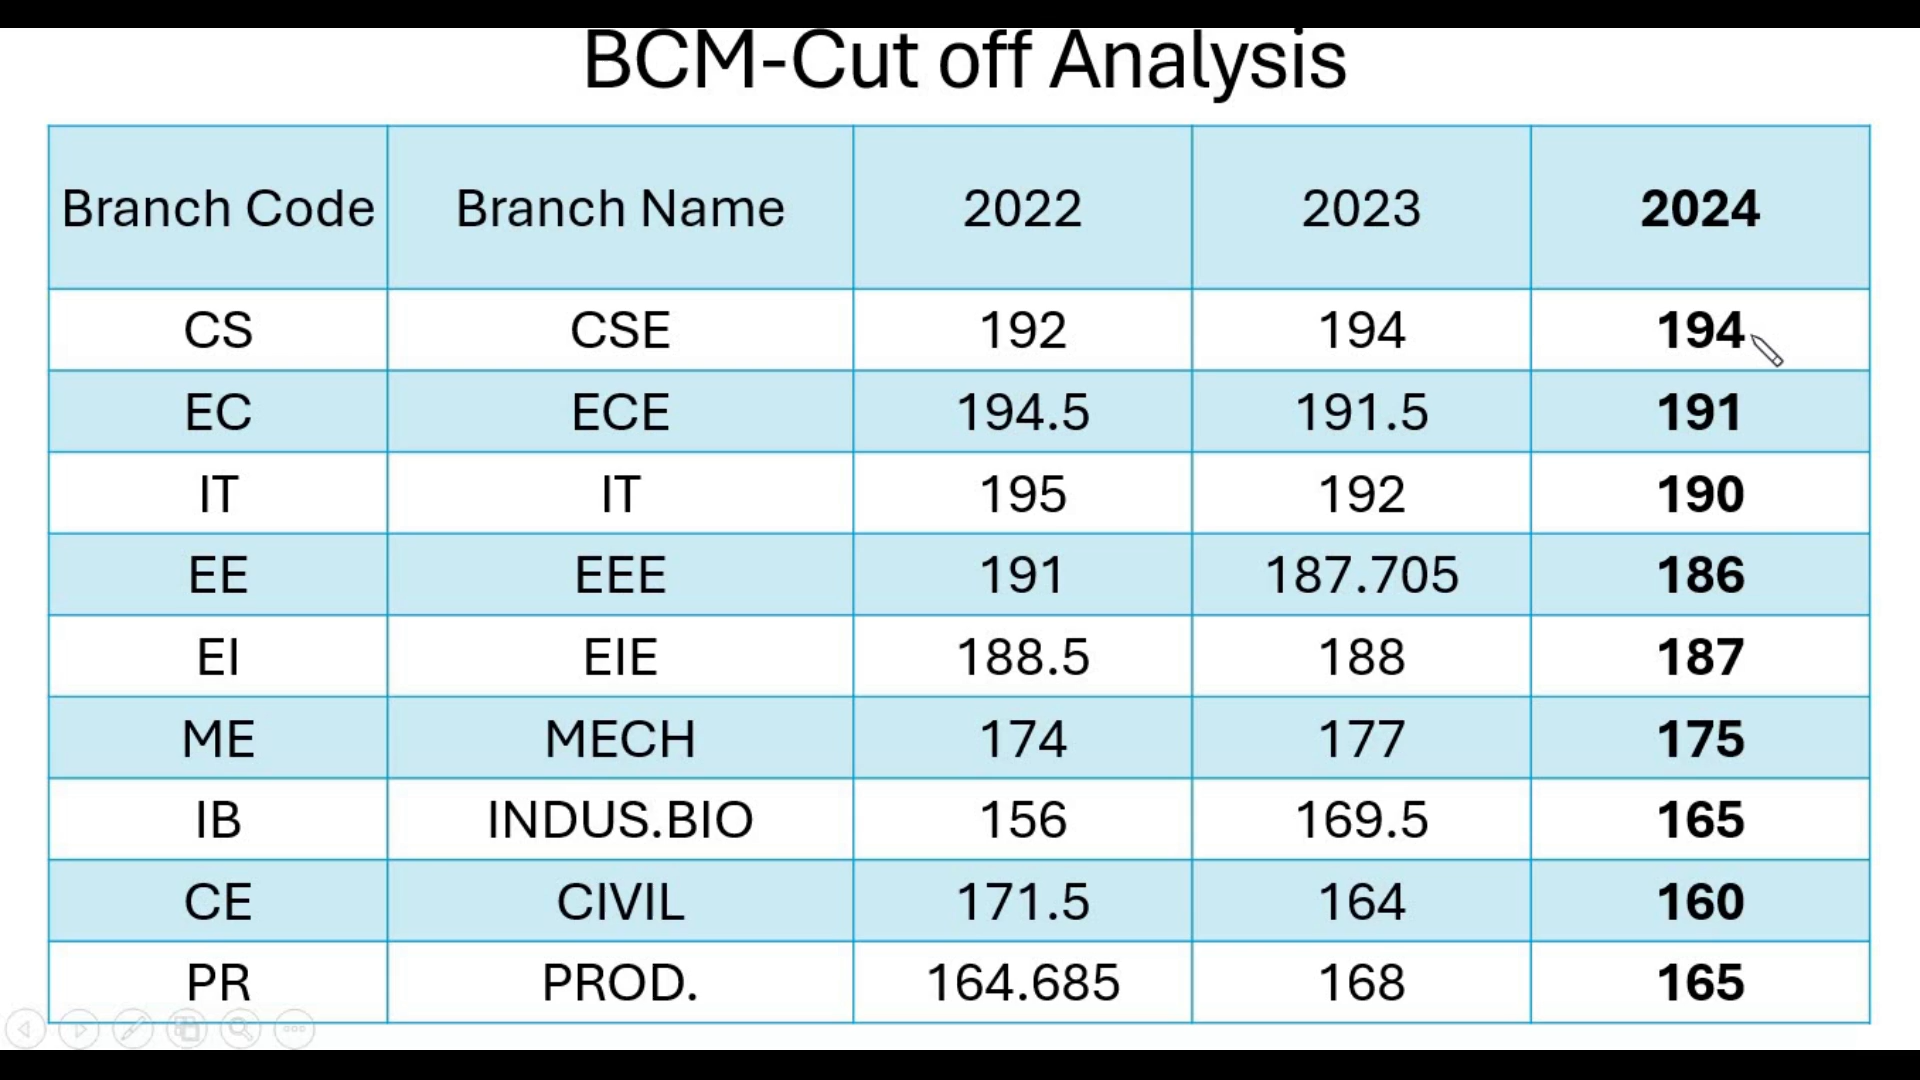 BCM-Cut off Analysis
Branch Code Branch Name 2022 2023 2024
CS CSE 192 194 194
EC ECE 194.5 191.5 191
IT IT 195 192 190
EE EEE 191 187.705 186
EI EIE 188.5 188 187
ME MECH 174 177 175
IB INDUS.BIO 156 169.5 165
CE CIVIL 171.5 164 160
PR PROD. 164.685 168 165